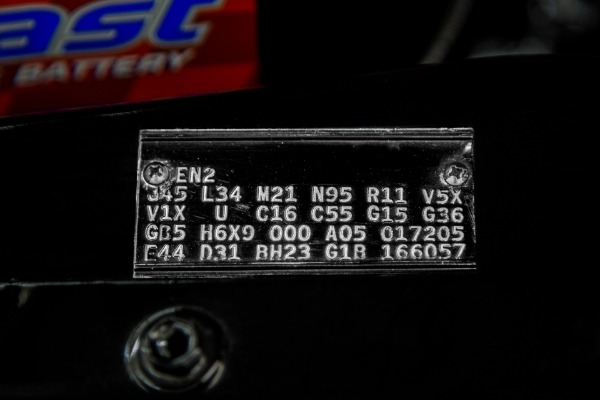 ast
BATTERY
EN2
J45 L34 M21 N95 R11 V5X
V1X U C16 C55 G15 G36
GB5 H6X9 000 A05 017205
E44 D31 BH23 G1B 166057